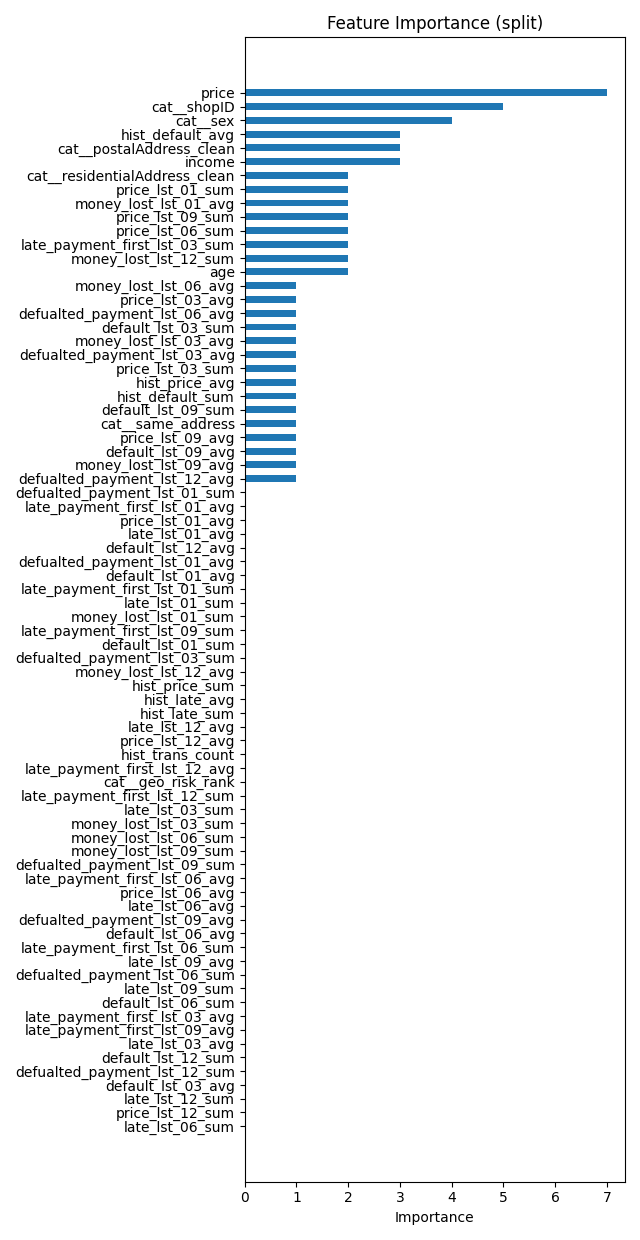 Feature Importance (split)
price
cat__shopID
cat__sex
hist_default_avg
cat__postalAddress_clean
income
cat__residentialAddress_clean
price_lst_01_sum
money_lost_lst_01_avg
price_lst_09_sum
price_lst_06_sum
late_payment_first_lst_03_sum
money_lost_lst_12_sum
age
money_lost_lst_06_avg
price_lst_03_avg
defualted_payment_lst_06_avg
default_lst_03_sum
money_lost_lst_03_avg
defualted_payment_lst_03_avg
price_lst_03_sum
hist_price_avg
hist_default_sum
default_lst_09_sum
cat__same_address
price_lst_09_avg
default_lst_09_avg
money_lost_lst_09_avg
defualted_payment_lst_12_avg
defualted_payment_lst_01_sum
late_payment_first_lst_01_avg
price_lst_01_avg
late_lst_01_avg
default_lst_12_avg
defualted_payment_lst_01_avg
default_lst_01_avg
late_payment_first_lst_01_sum
late_lst_01_sum
money_lost_lst_01_sum
late_payment_first_lst_09_sum
default_lst_01_sum
defualted_payment_lst_03_sum
money_lost_lst_12_avg
hist_price_sum
hist_late_avg
hist_late_sum
late_lst_12_avg
price_lst_12_avg
hist_trans_count
late_payment_first_lst_12_avg
cat__geo_risk_rank
late_payment_first_lst_12_sum
late_lst_03_sum
money_lost_lst_03_sum
money_lost_lst_06_sum
money_lost_lst_09_sum
defualted_payment_lst_09_sum
late_payment_first_lst_06_avg
price_lst_06_avg
late_lst_06_avg
defualted_payment_lst_09_avg
default_lst_06_avg
late_payment_first_lst_06_sum
late_lst_09_avg
defualted_payment_lst_06_sum
late_lst_09_sum
default_lst_06_sum
late_payment_first_lst_03_avg
late_payment_first_lst_09_avg
late_lst_03_avg
default_lst_12_sum
defualted_payment_lst_12_sum
default_lst_03_avg
late_lst_12_sum
price_lst_12_sum
late_lst_06_sum
0 1 2 3 4 5 6 7
Importance